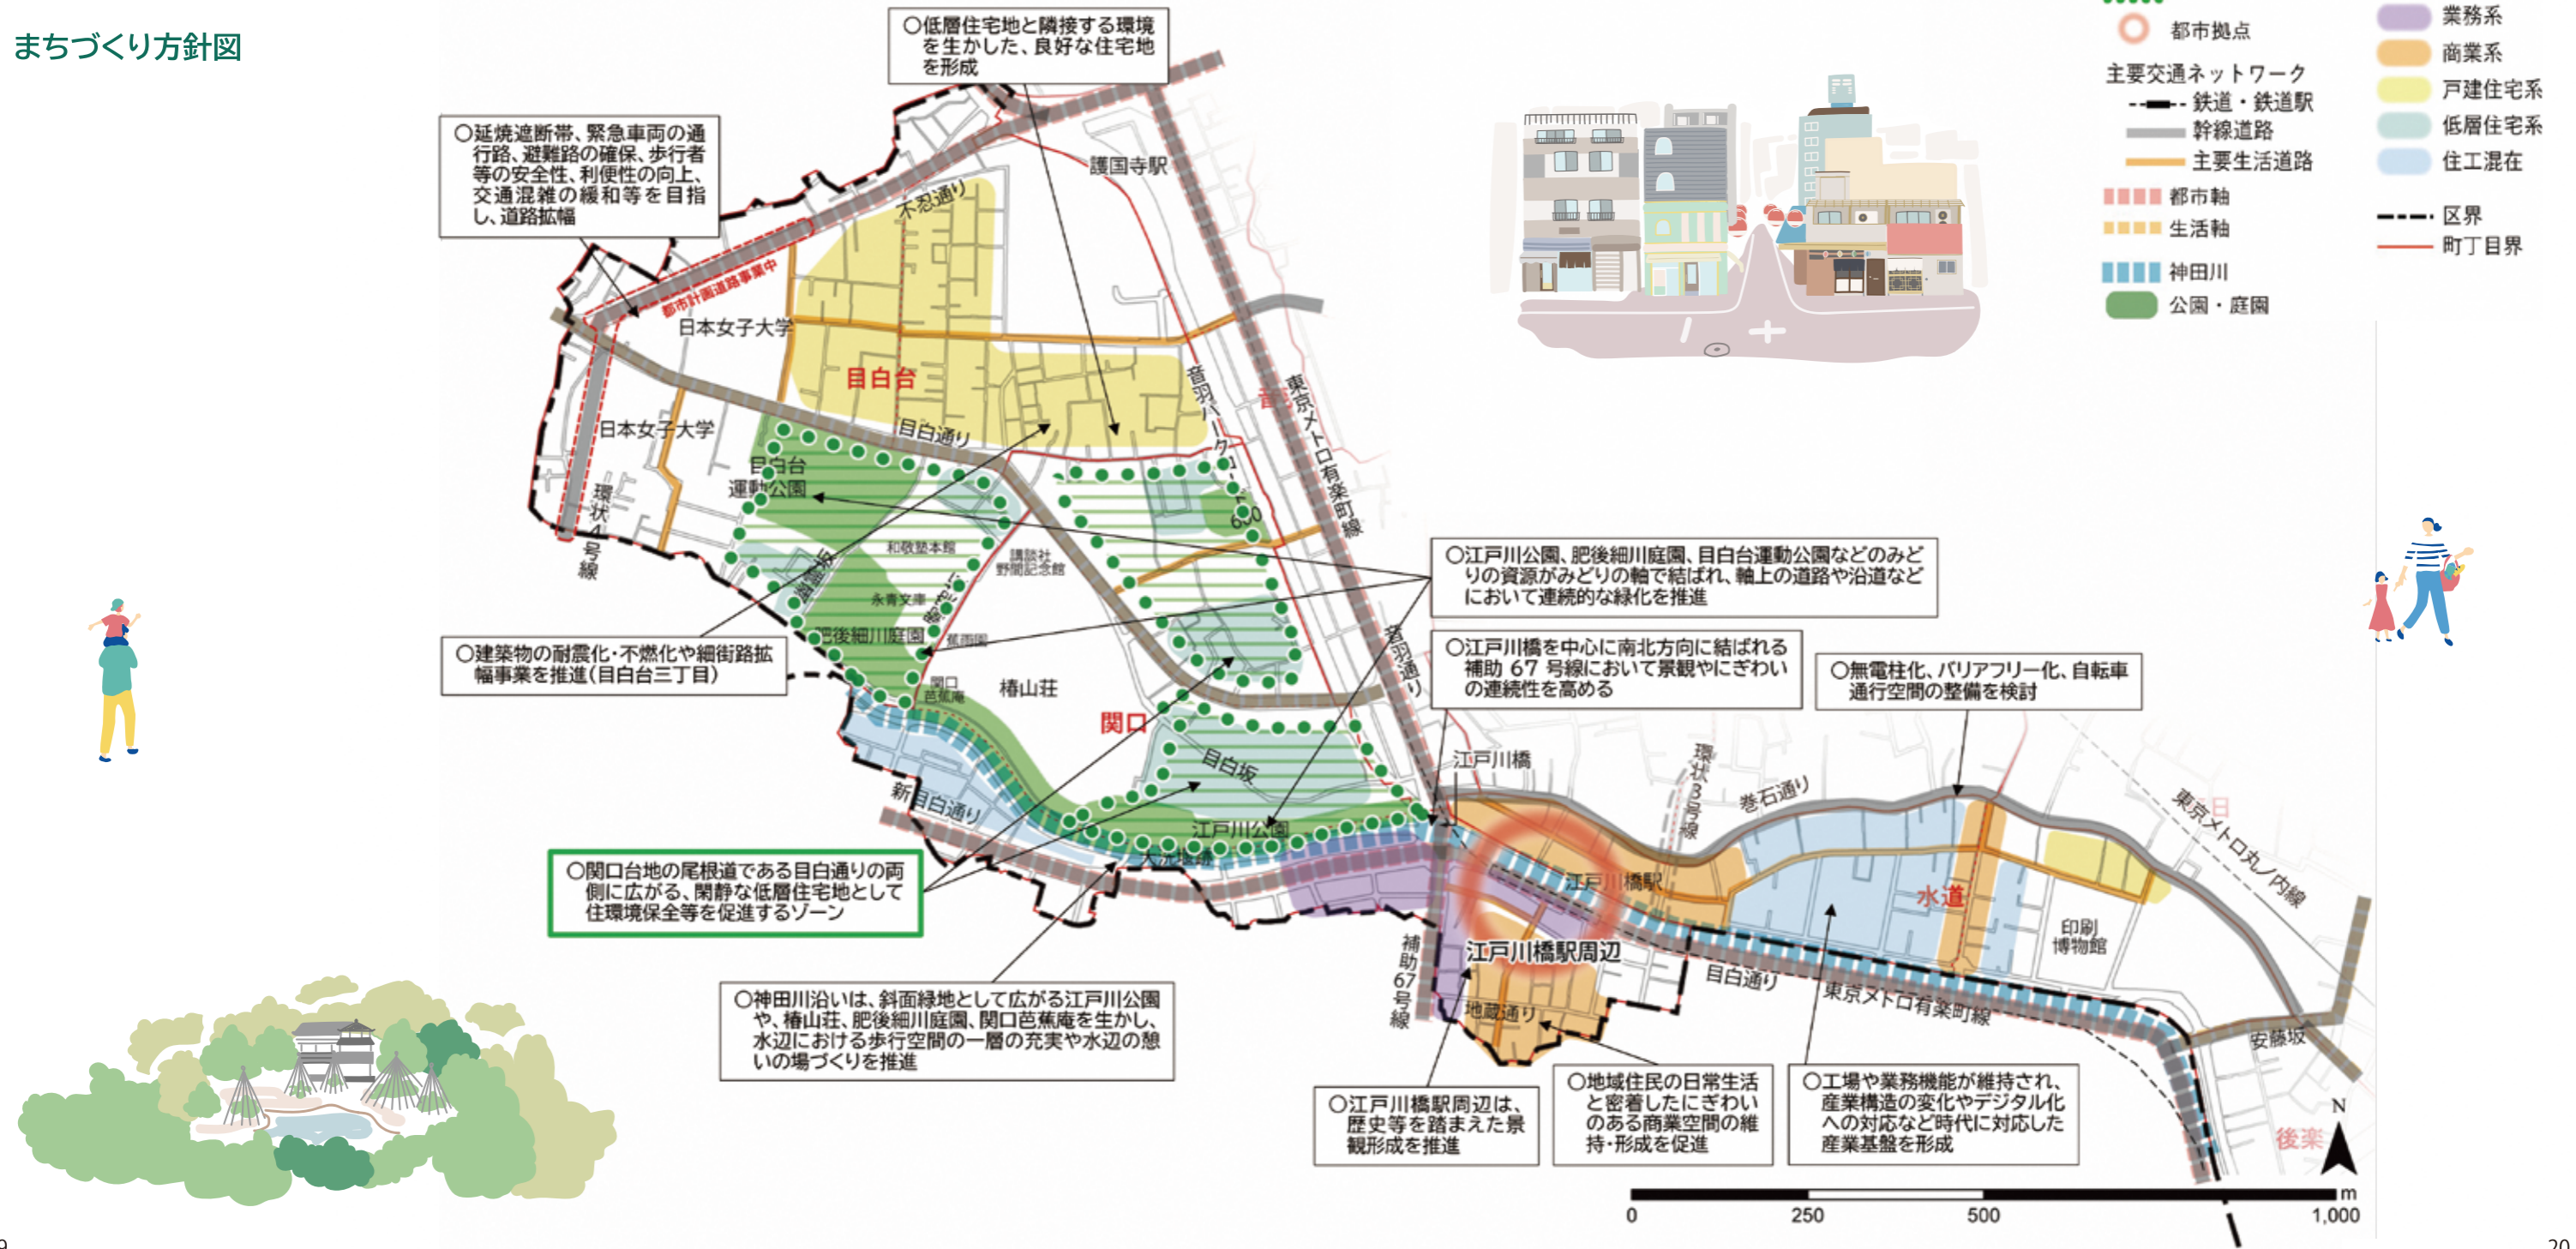 まちづくり方針図
○低層住宅地と隣接する環境
を生かした、良好な住宅地
を形成
○延焼遮断帯、緊急車両の通
行路、避難路の確保、歩行者
等の安全性、利便性の向上、
交通混雑の緩和等を目指
し、道路拡幅
都市拠点
主要交通ネットワーク
鉄道・鉄道駅
幹線道路
主要生活道路
都市軸
生活軸
神田川
公園・庭園
業務系
商業系
戸建住宅系
低層住宅系
住工混在
区界
町丁目界
護国寺駅
不忍通り
都市計画道路事業中
日本女子大学
目白台
音羽通り
東京メトロ有楽町線
日本女子大学
目白通り
目白台
運動公園
環状4号線
和敬塾本館
講談社
野間記念館
永青文庫
肥後細川庭園
蕉雨園
関口
芭蕉庵
椿山荘
関口
目白坂
新目白通り
江戸川公園
大洗堰跡
○江戸川公園、肥後細川庭園、目白台運動公園などのみど
りの資源がみどりの軸で結ばれ、軸上の道路や沿道など
において連続的な緑化を推進
○江戸川橋を中心に南北方向に結ばれる
補助 67 号線において景観やにぎわい
の連続性を高める
○無電柱化、バリアフリー化、自転車
通行空間の整備を検討
○建築物の耐震化・不燃化や細街路拡
幅事業を推進(目白台三丁目)
江戸川橋
環状3号線
巻石通り
東京メトロ丸ノ内線
江戸川橋駅
水道
印刷
博物館
江戸川橋駅周辺
補助67号線
地蔵通り
目白通り
東京メトロ有楽町線
安藤坂
後楽
○関口台地の尾根道である目白通りの両
側に広がる、閑静な低層住宅地として
住環境保全等を促進するゾーン
○神田川沿いは、斜面緑地として広がる江戸川公園
や、椿山荘、肥後細川庭園、関口芭蕉庵を生かし、
水辺における歩行空間の一層の充実や水辺の憩
いの場づくりを推進
○江戸川橋駅周辺は、
歴史等を踏まえた景
観形成を推進
○地域住民の日常生活
と密着したにぎわい
のある商業空間の維
持・形成を促進
○工場や業務機能が維持され、
産業構造の変化やデジタル化
への対応など時代に対応した
産業基盤を形成
N
m
0 250 500 1,000
20